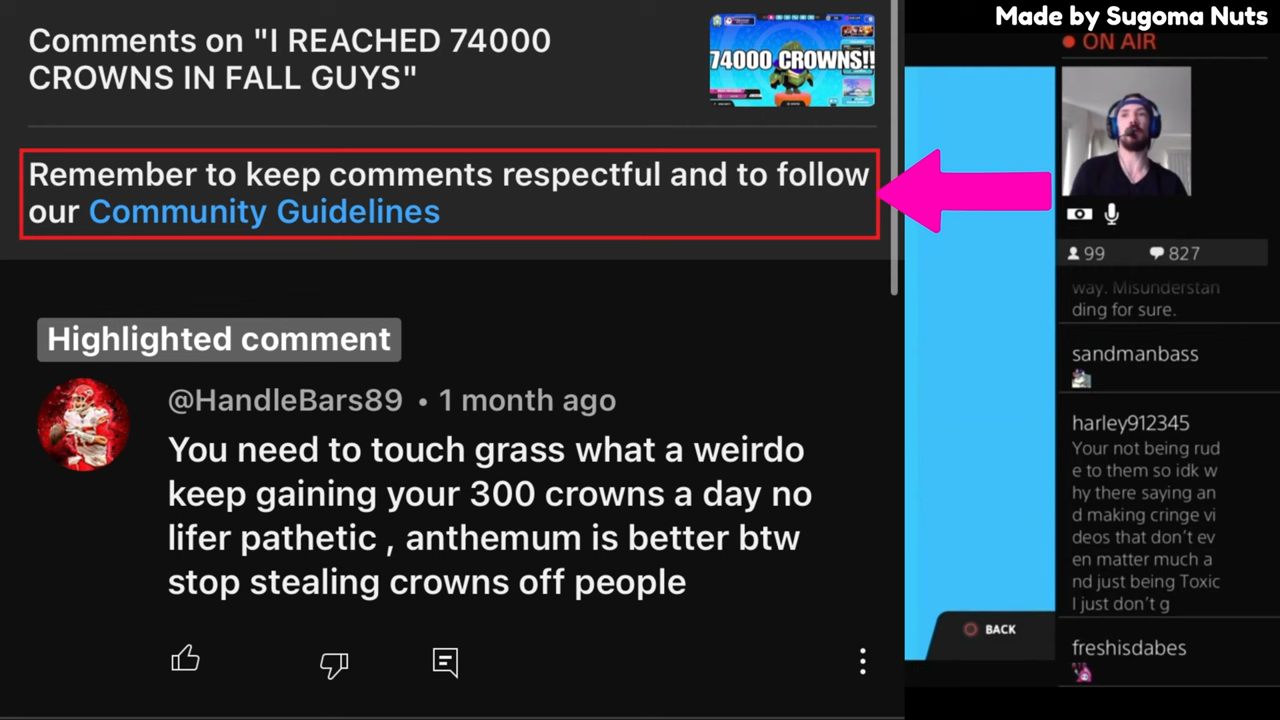 Made by Sugoma Nuts
Comments on "I REACHED 74000
CROWNS IN FALL GUYS"
74000 CROWNS!!
Remember to keep comments respectful and to follow
our Community Guidelines
Highlighted comment
@HandleBars89 • 1 month ago
You need to touch grass what a weirdo
keep gaining your 300 crowns a day no
lifer pathetic , anthemum is better btw
stop stealing crowns off people
BACK
ON AIR
99 827
way. Misunderstan
ding for sure.
sandmanbass
harley912345
Your not being rud
e to them so idk w
hy there saying an
d making cringe vi
deos that don't ev
en matter much a
nd just being Toxic
I just don't g
freshisdabes